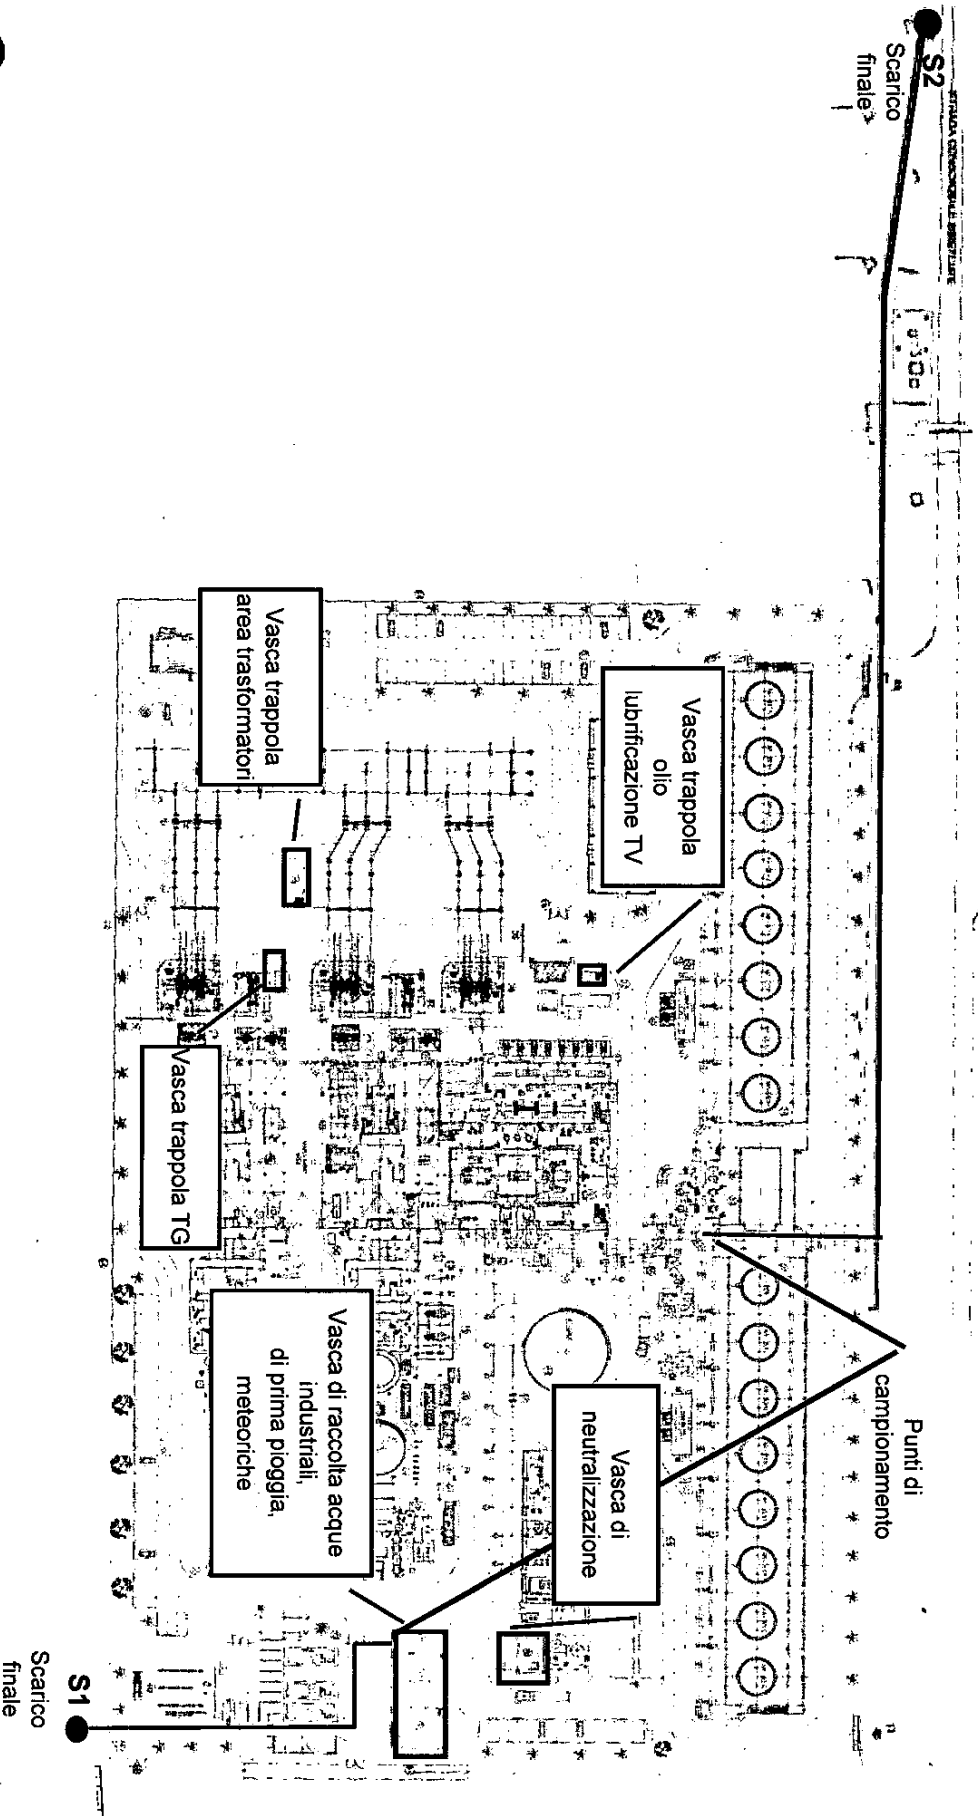 S2
Scarico
finale
Vasca trappola
area trasformatori
Vasca trappola
olio
lubrificazione TV
Vasca trappola TG
Punti di
campionamento
Vasca di raccolta acque
industriali,
di prima pioggia,
meteoriche
Vasca di
neutralizzazione
S1
Scarico
finale